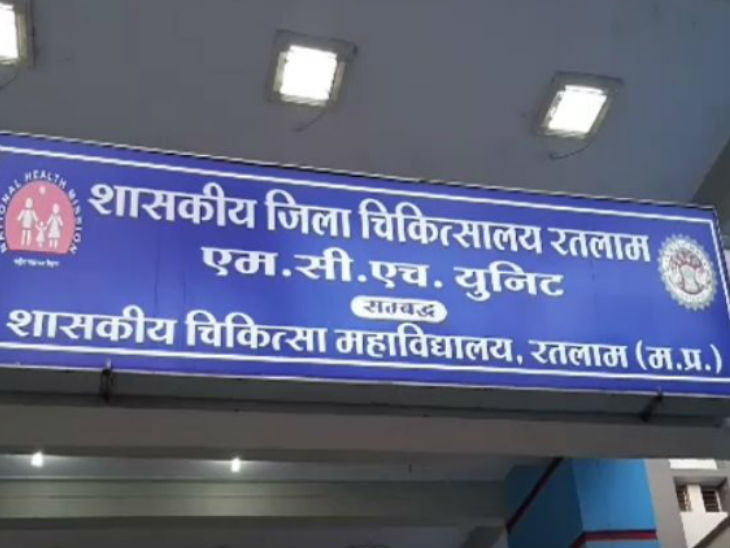 शासकीय जिला चिकित्सालय रतलाम
एम.सी.एच. युनिट
सम्बद्ध
शासकीय चिकित्सा महाविद्यालय, रतलाम (म.प्र.)
NATIONAL HEALTH MISSION